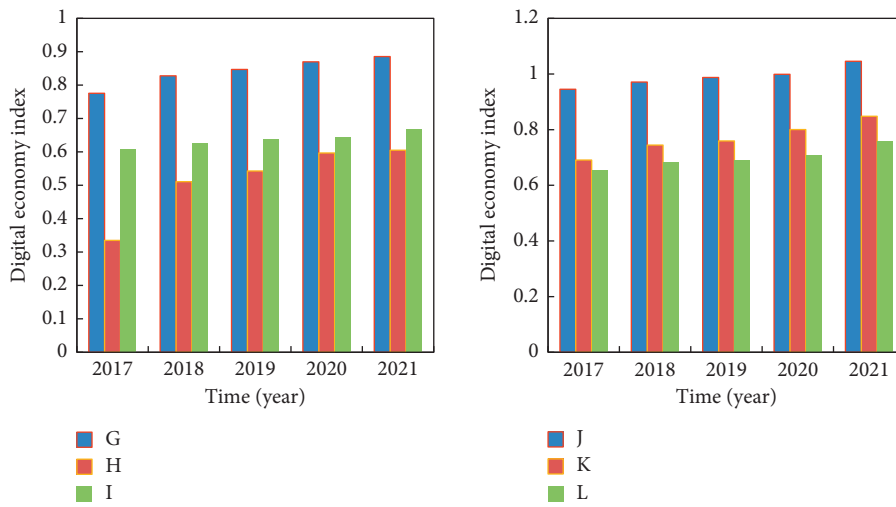 Digital economy index
1
0.9
0.8
0.7
0.6
0.5
0.4
0.3
0.2
0.1
0
2017 2018 2019 2020 2021
Time (year)
G
H
I
Digital economy index
1.2
1
0.8
0.6
0.4
0.2
0
2017 2018 2019 2020 2021
Time (year)
J
K
L